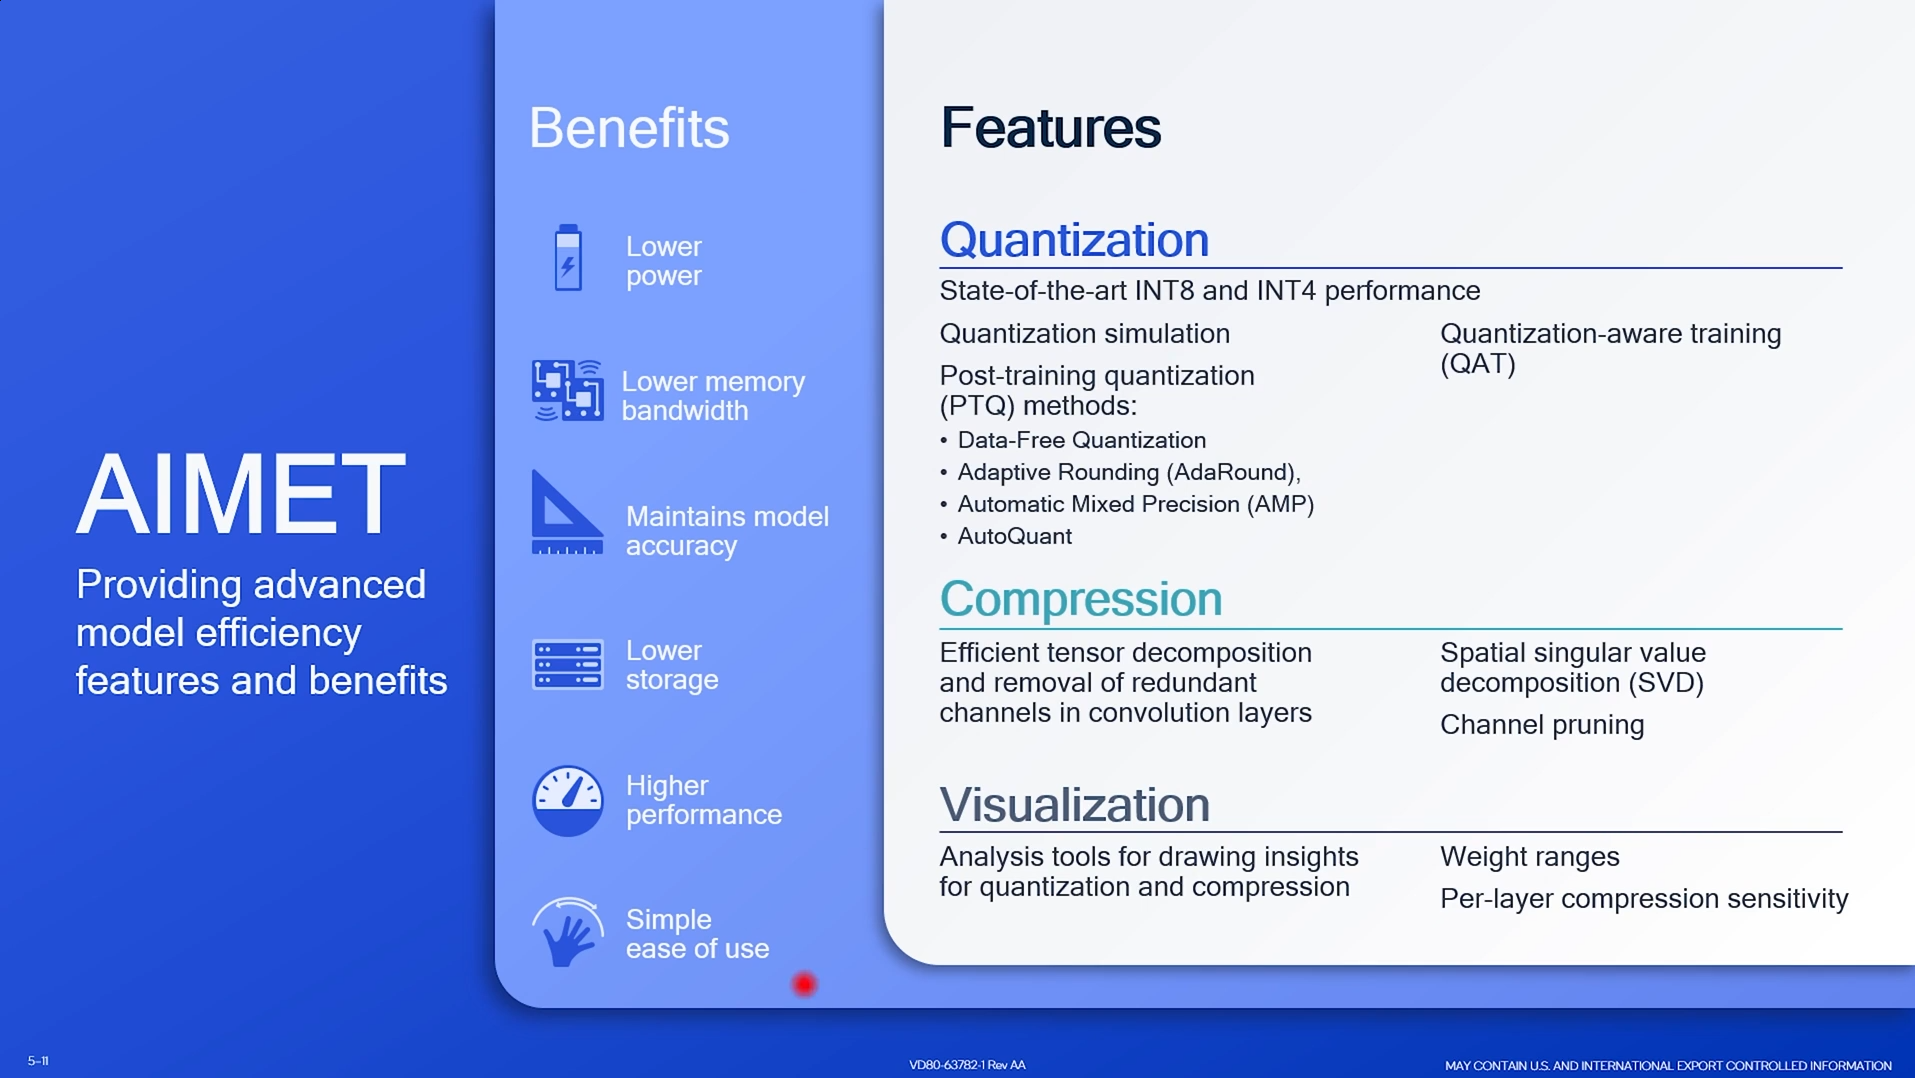 AIMET
Providing advanced
model efficiency
features and benefits
Benefits
Lower
power
Lower memory
bandwidth
Maintains model
accuracy
Lower
storage
Higher
performance
Simple
ease of use
Features
Quantization
State-of-the-art INT8 and INT4 performance
Quantization simulation
Post-training quantization
(PTQ) methods:
• Data-Free Quantization
• Adaptive Rounding (AdaRound),
• Automatic Mixed Precision (AMP)
• AutoQuant
Quantization-aware training
(QAT)
Compression
Efficient tensor decomposition
and removal of redundant
channels in convolution layers
Spatial singular value
decomposition (SVD)
Channel pruning
Visualization
Analysis tools for drawing insights
for quantization and compression
Weight ranges
Per-layer compression sensitivity
5-11
VD80-63782-1 Rev AA
MAY CONTAIN U.S. AND INTERNATIONAL EXPORT CONTROLLED INFORMATION